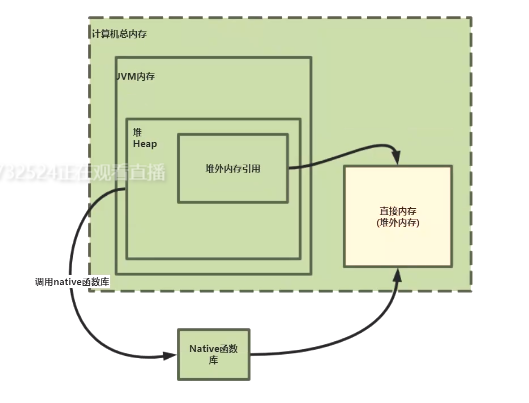 计算机总内存
JVM内存
堆
Heap
堆外内存引用
732524正在观看直播
直接内存
(堆外内存)
调用native函数库
Native函数
库